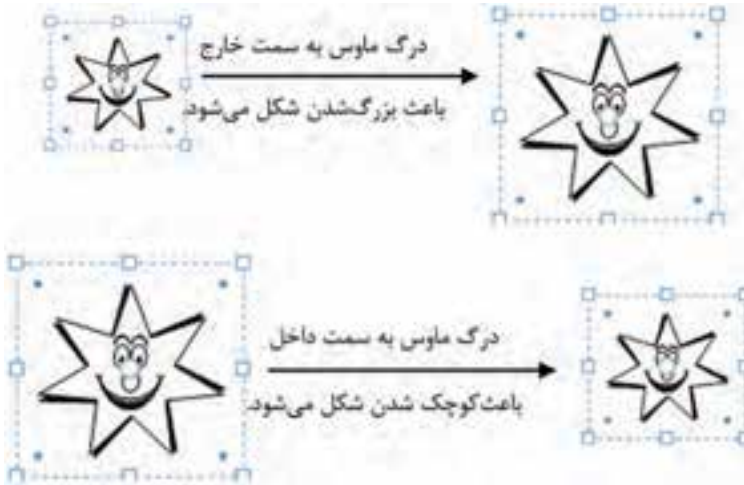 درگ ماوس به سمت خارج
باعث بزرگ‌شدن شکل می‌شود.
درگ ماوس به سمت داخل
باعث کوچک شدن شکل می‌شود.